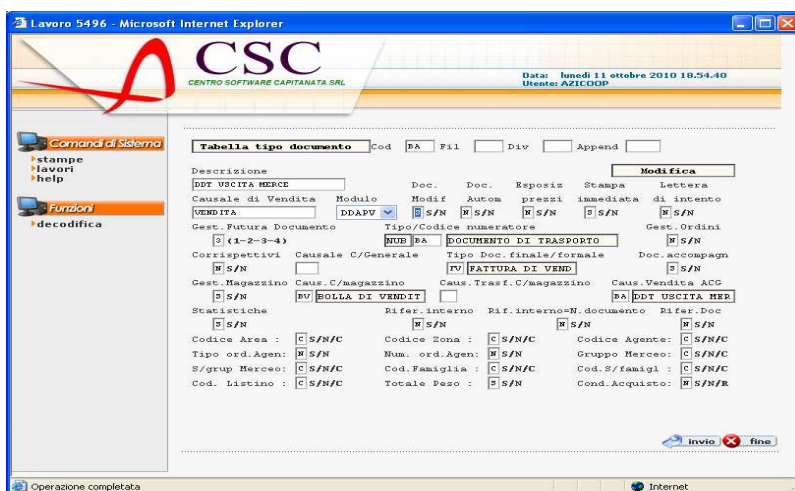 Lavoro 5496 - Microsoft Internet Explorer
CSC
CENTRO SOFTWARE CAPITANATA SRL
Data: lunedi 11 ottobre 2010 18.54.40
Utente: AZICOOP
Comandi di Sistema
stampe
lavori
help
Funzioni
decodifica
Tabella tipo documento Cod BA Fil Div Append
Descrizione Modifica
DDT USCITA MERCE Doc. Doc. Esposiz Stampa Lettera
Causale di Vendita Modulo Modif Autom prezzi immediata di intento
VENDITA DDAPV S S/N N S/N N S/N S S/N N S/N
Gest.Futura Documento Tipo/Codice numeratore Gest.Ordini
3 (1-2-3-4) NUB BA DOCUMENTO DI TRASPORTO N S/N
Corrispettivi Causale C/Generale Tipo Doc.finale/formale Doc.accompagn
N S/N FV FATTURA DI VEND S S/N
Gest.Magazzino Caus.C/magazzino Caus.Trasf.C/magazzino Caus.Vendita ACG
S S/N BV BOLLA DI VENDIT BA DDT USCITA MER
Statistiche Rifer.interno Rif.interno=N.documento Rifer.Doc
S S/N N S/N N S/N N S/N
Codice Area : C S/N/C Codice Zona : C S/N/C Codice Agente: C S/N/C
Tipo ord.Agen: N S/N Num. ord.Agen: N S/N Gruppo Merceo: C S/N/C
S/grup Merceo: C S/N/C Cod.Famiglia : C S/N/C Cod.S/famigl : C S/N/C
Cod. Listino : C S/N/C Totale Peso : S S/N Cond.Acquisto: N S/N/R
invio fine
Operazione completata Internet